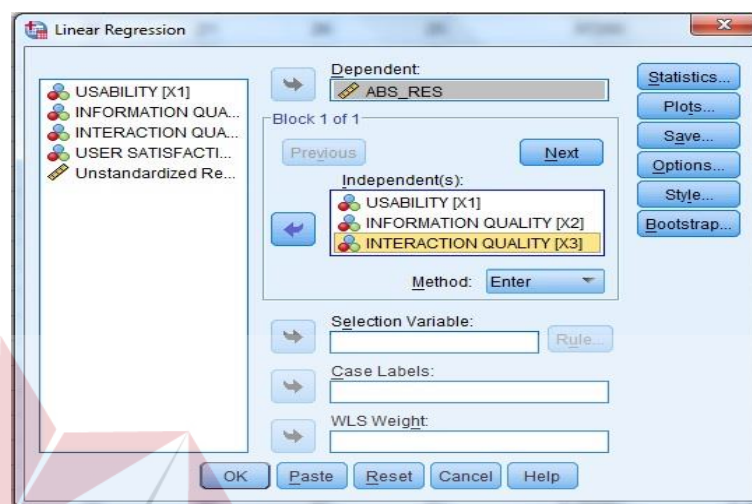 Linear Regression
USABILITY [X1]
INFORMATION QUA...
INTERACTION QUA...
USER SATISFACTI...
Unstandardized Re...
Dependent:
ABS_RES
Block 1 of 1
Previous
Next
Independent(s):
USABILITY [X1]
INFORMATION QUALITY [X2]
INTERACTION QUALITY [X3]
Method: Enter
Selection Variable:
Rule...
Case Labels:
WLS Weight:
Statistics...
Plots...
Save...
Options...
Style...
Bootstrap...
OK Paste Reset Cancel Help